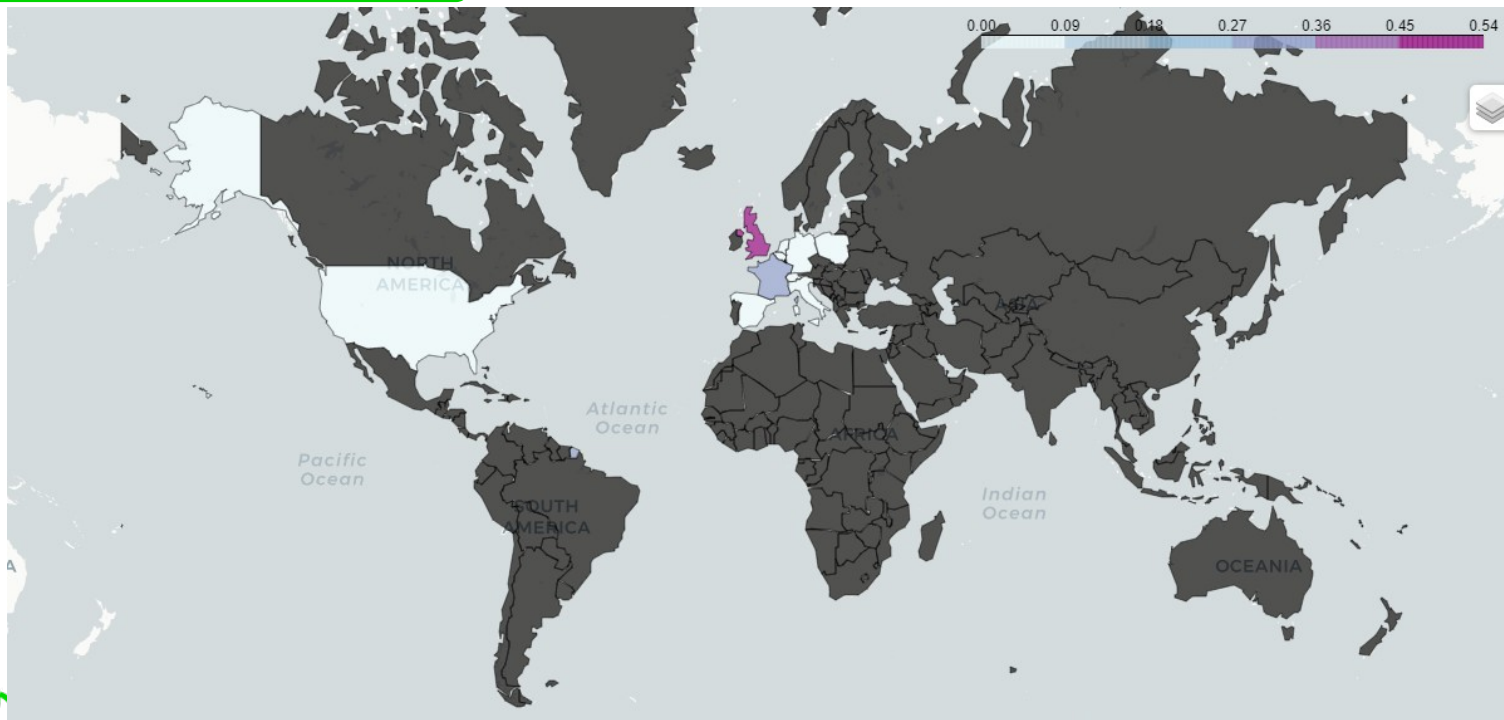 0.00 0.09 0.18 0.27 0.36 0.45 0.54
NORTH
AMERICA
ASIA
Atlantic
Ocean
AFRICA
Pacific
Ocean
Indian
Ocean
SOUTH
AMERICA
A
OCEANIA